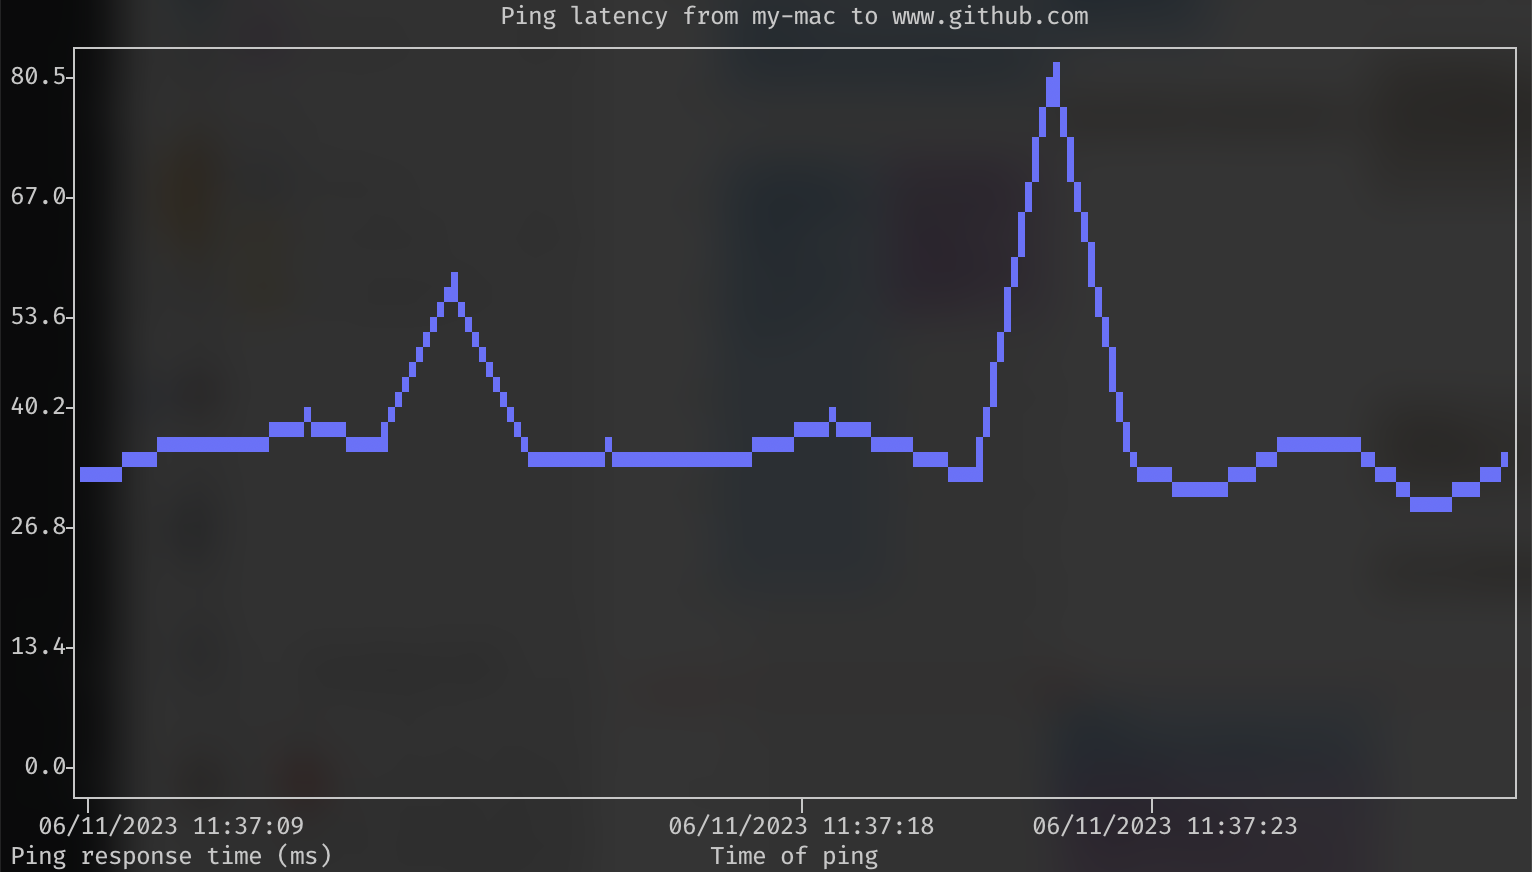 Ping latency from my-mac to www.github.com
80.5
67.0
53.6
40.2
26.8
13.4
0.0
06/11/2023 11:37:09 06/11/2023 11:37:18 06/11/2023 11:37:23
Ping response time (ms) Time of ping